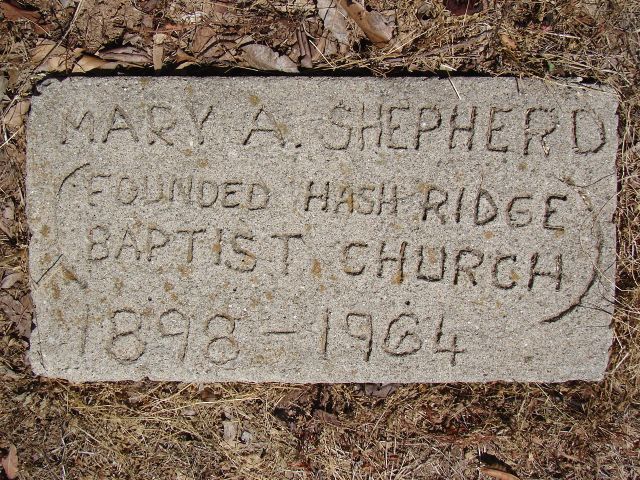 MARY A. SHEPHERD
(FOUNDED HASH RIDGE
BAPTIST CHURCH)
1898-1964